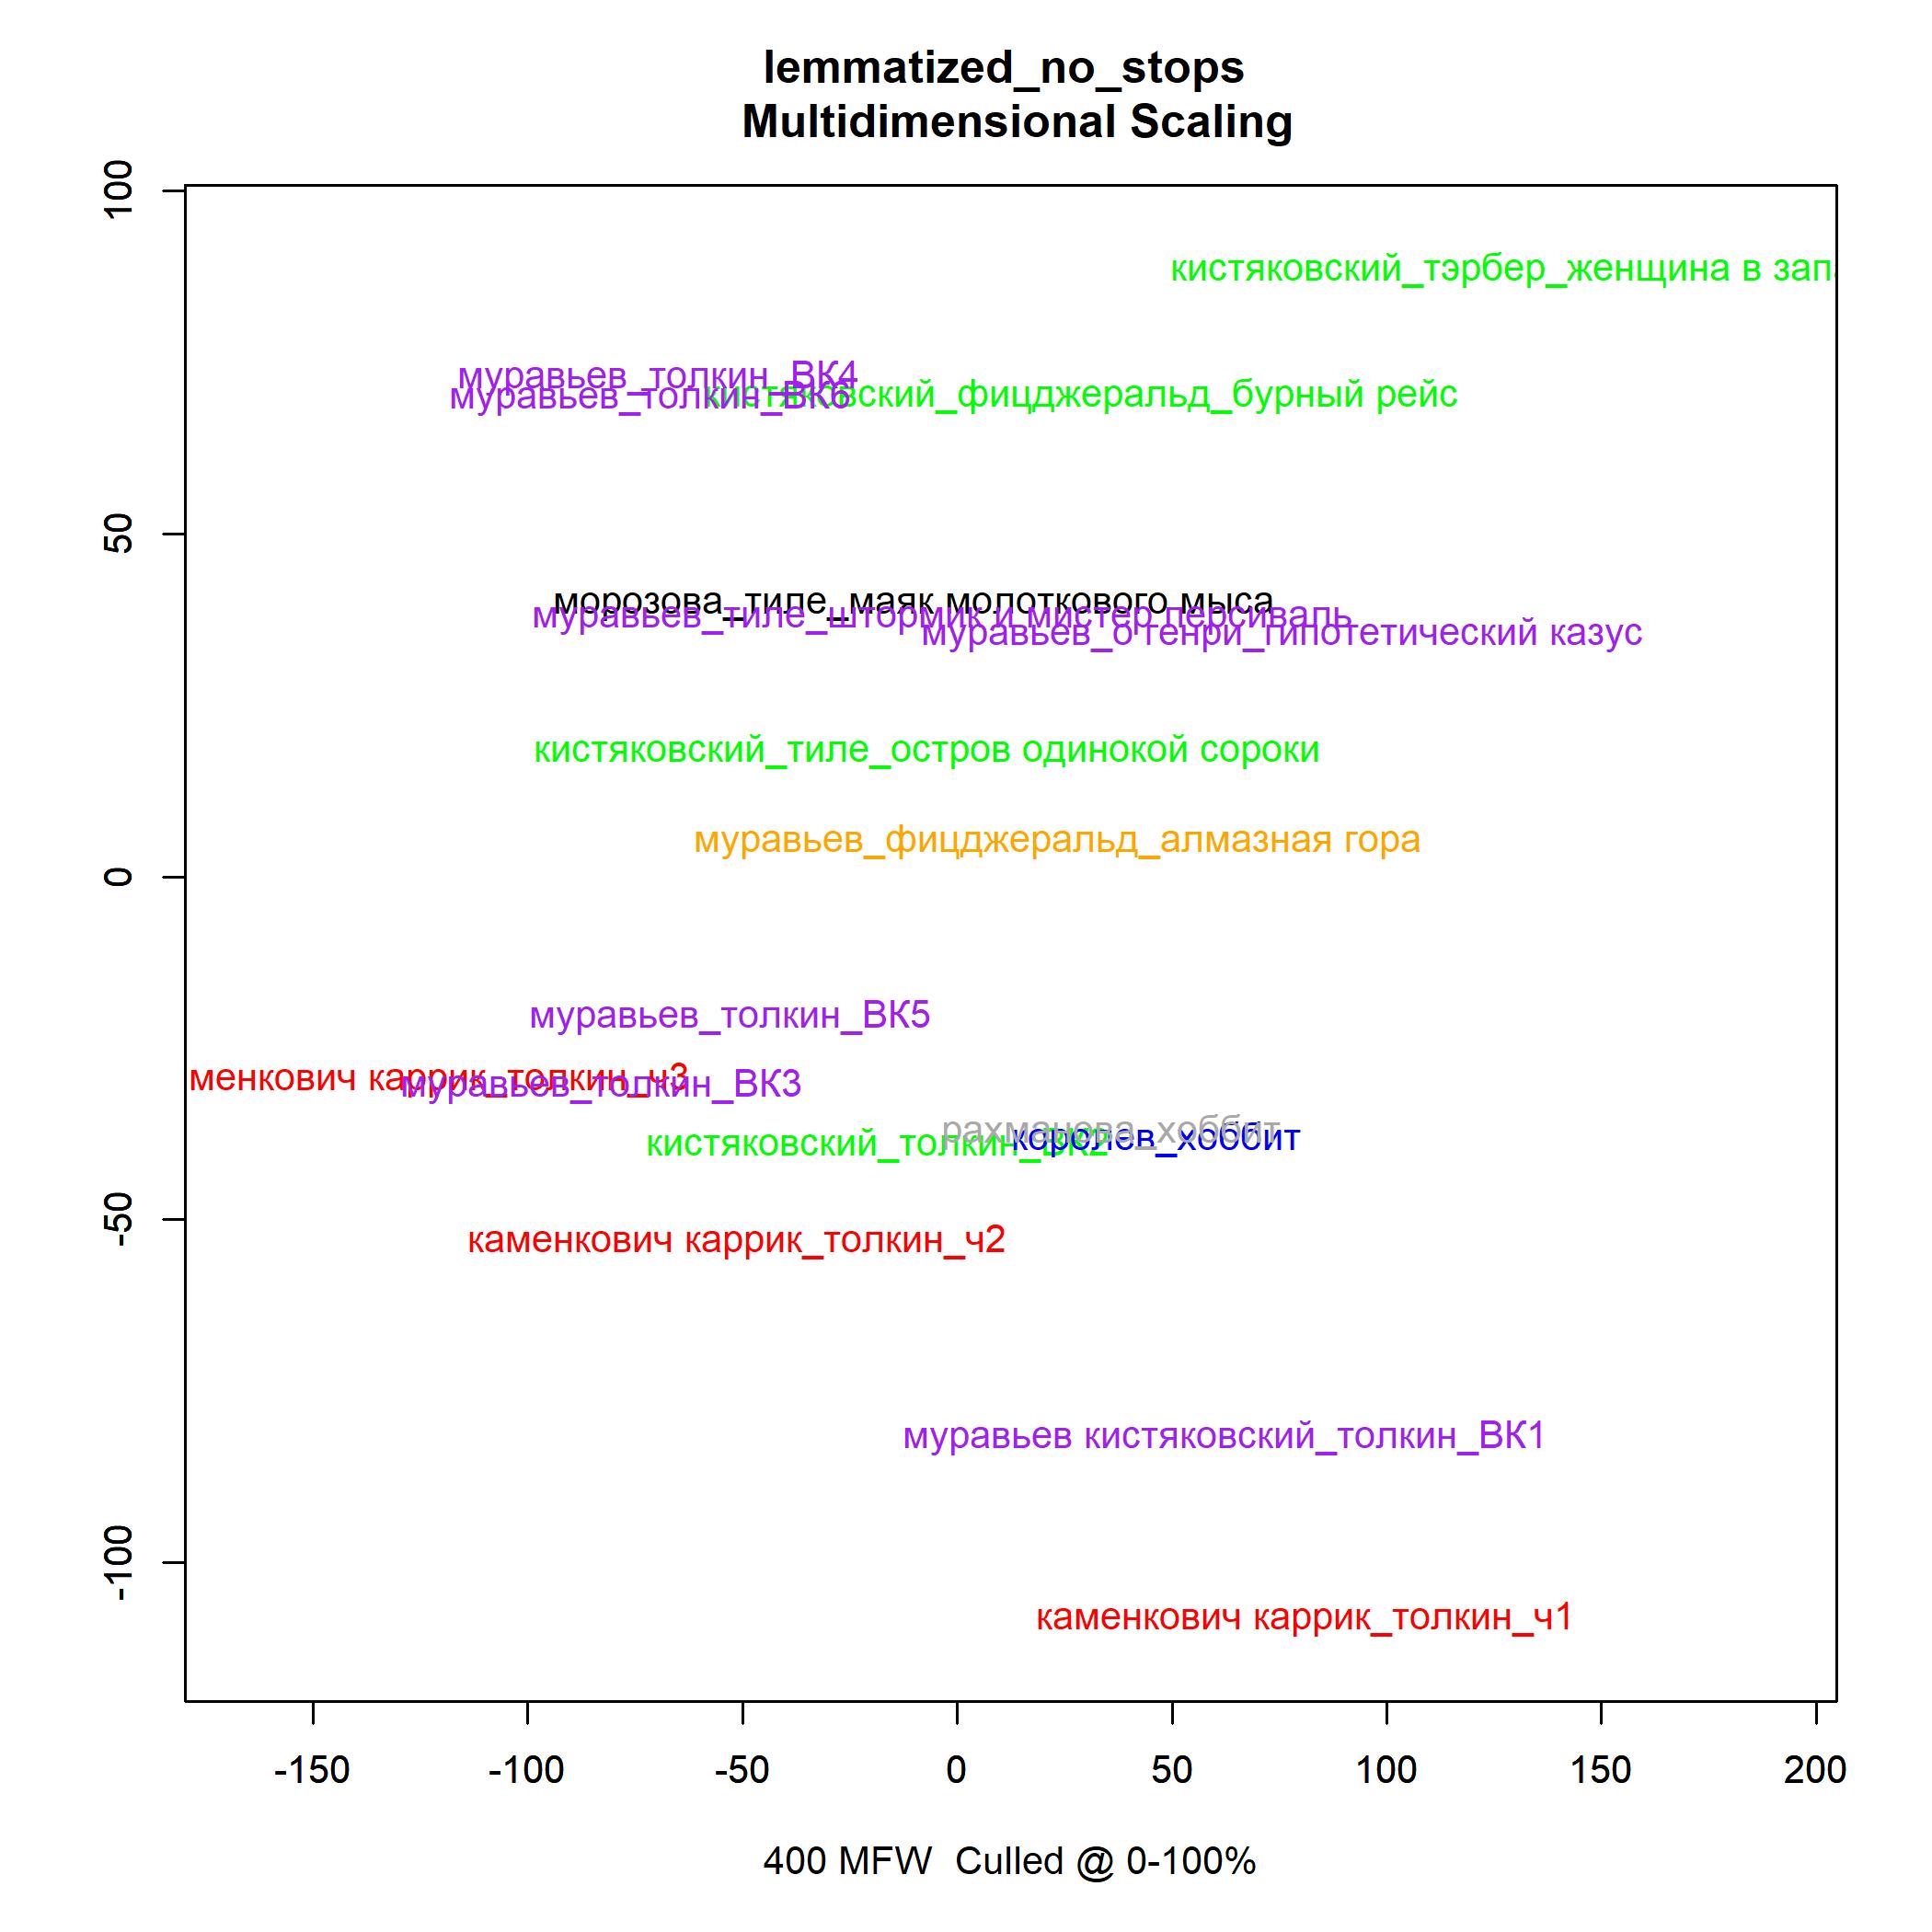 lemmatized_no_stops
Multidimensional Scaling
100
50
0
-50
-100
кистяковский_тэрбер_женщина в зап
муравьев_толкин_ВК4
муравьев_толкин_ВК6
кистяковский_фицджеральд_бурный рейс
морозова_тиле_маяк молоткового мыса
муравьев_тиле_штормик и мистер персиваль
муравьев_о генри_гипотетический казус
кистяковский_тиле_остров одинокой сороки
муравьев_фицджеральд_алмазная гора
муравьев_толкин_ВК5
менкович каррик_толкин_ч3
муравьев_толкин_ВК3
рахманова_хоббит
королев_хоббит
кистяковский_толкин_ВК2
каменкович каррик_толкин_ч2
муравьев кистяковский_толкин_ВК1
каменкович каррик_толкин_ч1
-150 -100 -50 0 50 100 150 200
400 MFW Culled @ 0-100%